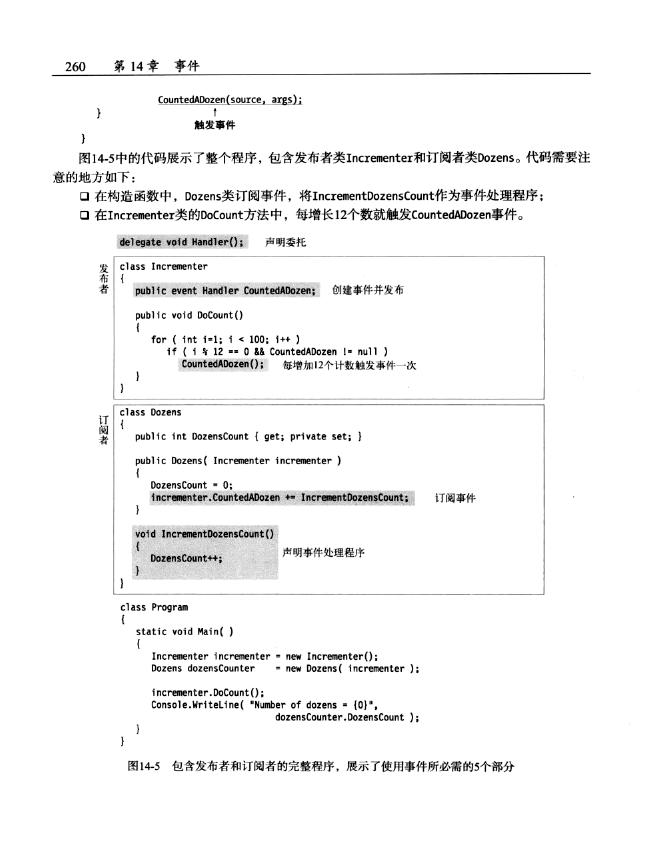 260 第 14 章 事件
CountedADozen(source, args);
} ↑
触发事件
}
图14-5中的代码展示了整个程序，包含发布者类Incrementer和订阅者类Dozens。代码需要注
意的地方如下：
❑ 在构造函数中，Dozens类订阅事件，将IncrementDozensCount作为事件处理程序；
❑ 在Incrementer类的DoCount方法中，每增长12个数就触发CountedADozen事件。
delegate void Handler(); 声明委托
发布者
class Incrementer
{
public event Handler CountedADozen; 创建事件并发布
public void DoCount()
{
for ( int i=1; i < 100; i++ )
if ( i % 12 == 0 && CountedADozen != null )
CountedADozen(); 每增加12个计数触发事件一次
}
}
订阅者
class Dozens
{
public int DozensCount { get; private set; }
public Dozens( Incrementer incrementer )
{
DozensCount = 0;
incrementer.CountedADozen += IncrementDozensCount; 订阅事件
}
void IncrementDozensCount()
{
DozensCount++; 声明事件处理程序
}
}
class Program
{
static void Main( )
{
Incrementer incrementer = new Incrementer();
Dozens dozensCounter = new Dozens( incrementer );
incrementer.DoCount();
Console.WriteLine( "Number of dozens = {0}",
dozensCounter.DozensCount );
}
}
图14-5 包含发布者和订阅者的完整程序，展示了使用事件所必需的5个部分